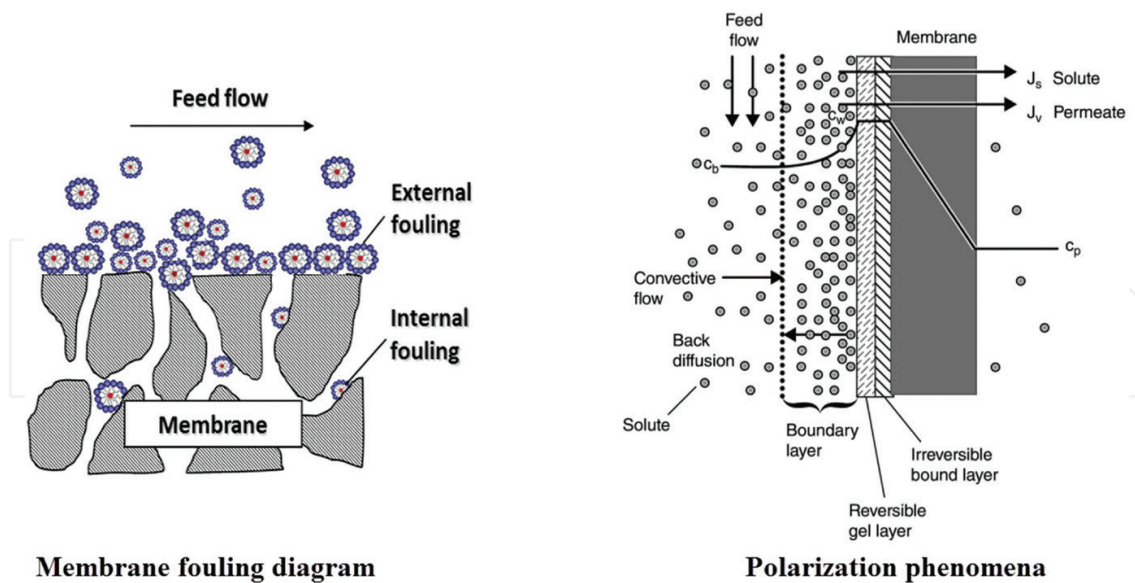 Feed flow
External
fouling
Internal
fouling
Membrane
Membrane fouling diagram
Feed
flow
Membrane
Js Solute
Jv Permeate
cw
cb
cp
Convective
flow
Back
diffusion
Solute
Boundary
layer
Irreversible
bound layer
Reversible
gel layer
Polarization phenomena